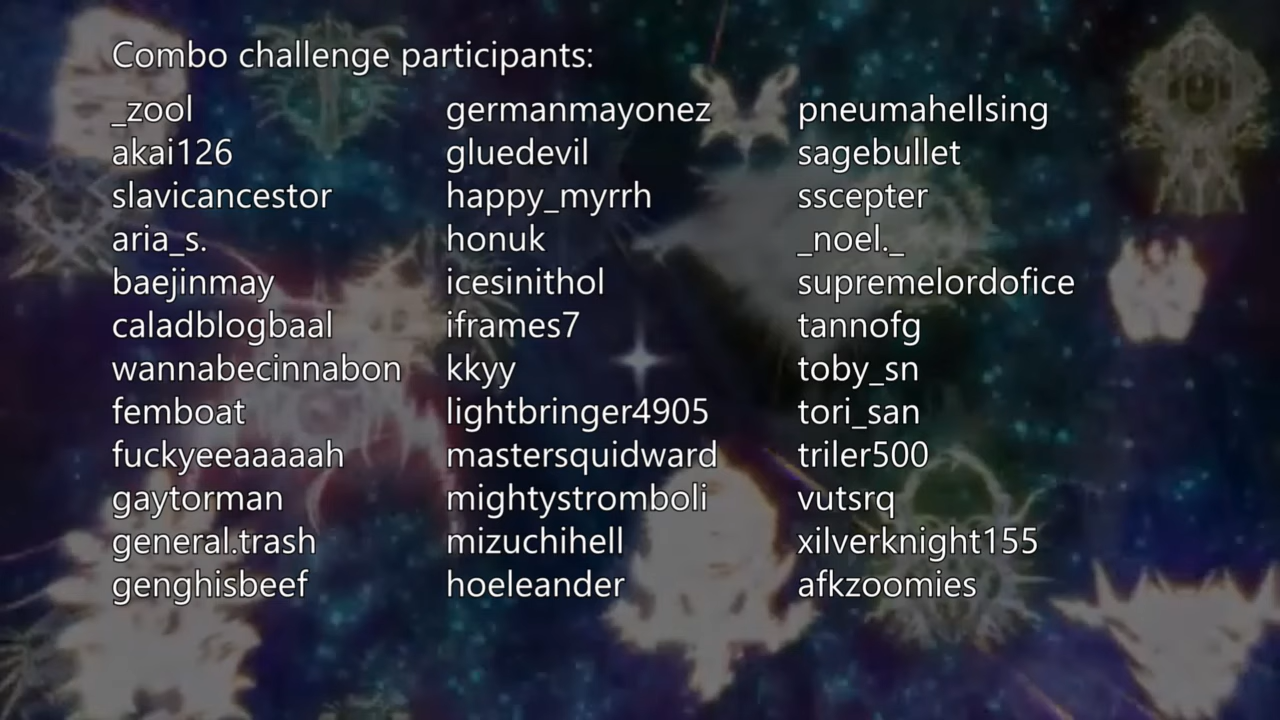 Combo challenge participants:
_zool
akai126
slavicancestor
aria_s.
baejinmay
caladblogbaal
wannabecinnabon
femboat
fuckyeeaaaaah
gaytorman
general.trash
genghisbeef
germanmayonez
gluedevil
happy_myrrh
honuk
icesinithol
iframes7
kkyy
lightbringer4905
mastersquidward
mightystromboli
mizuchihell
hoeleander
pneumahellsing
sagebullet
sscepter
_noel._
supremelordofice
tannofg
toby_sn
tori_san
triler500
vutsrq
xilverknight155
afkzoomies